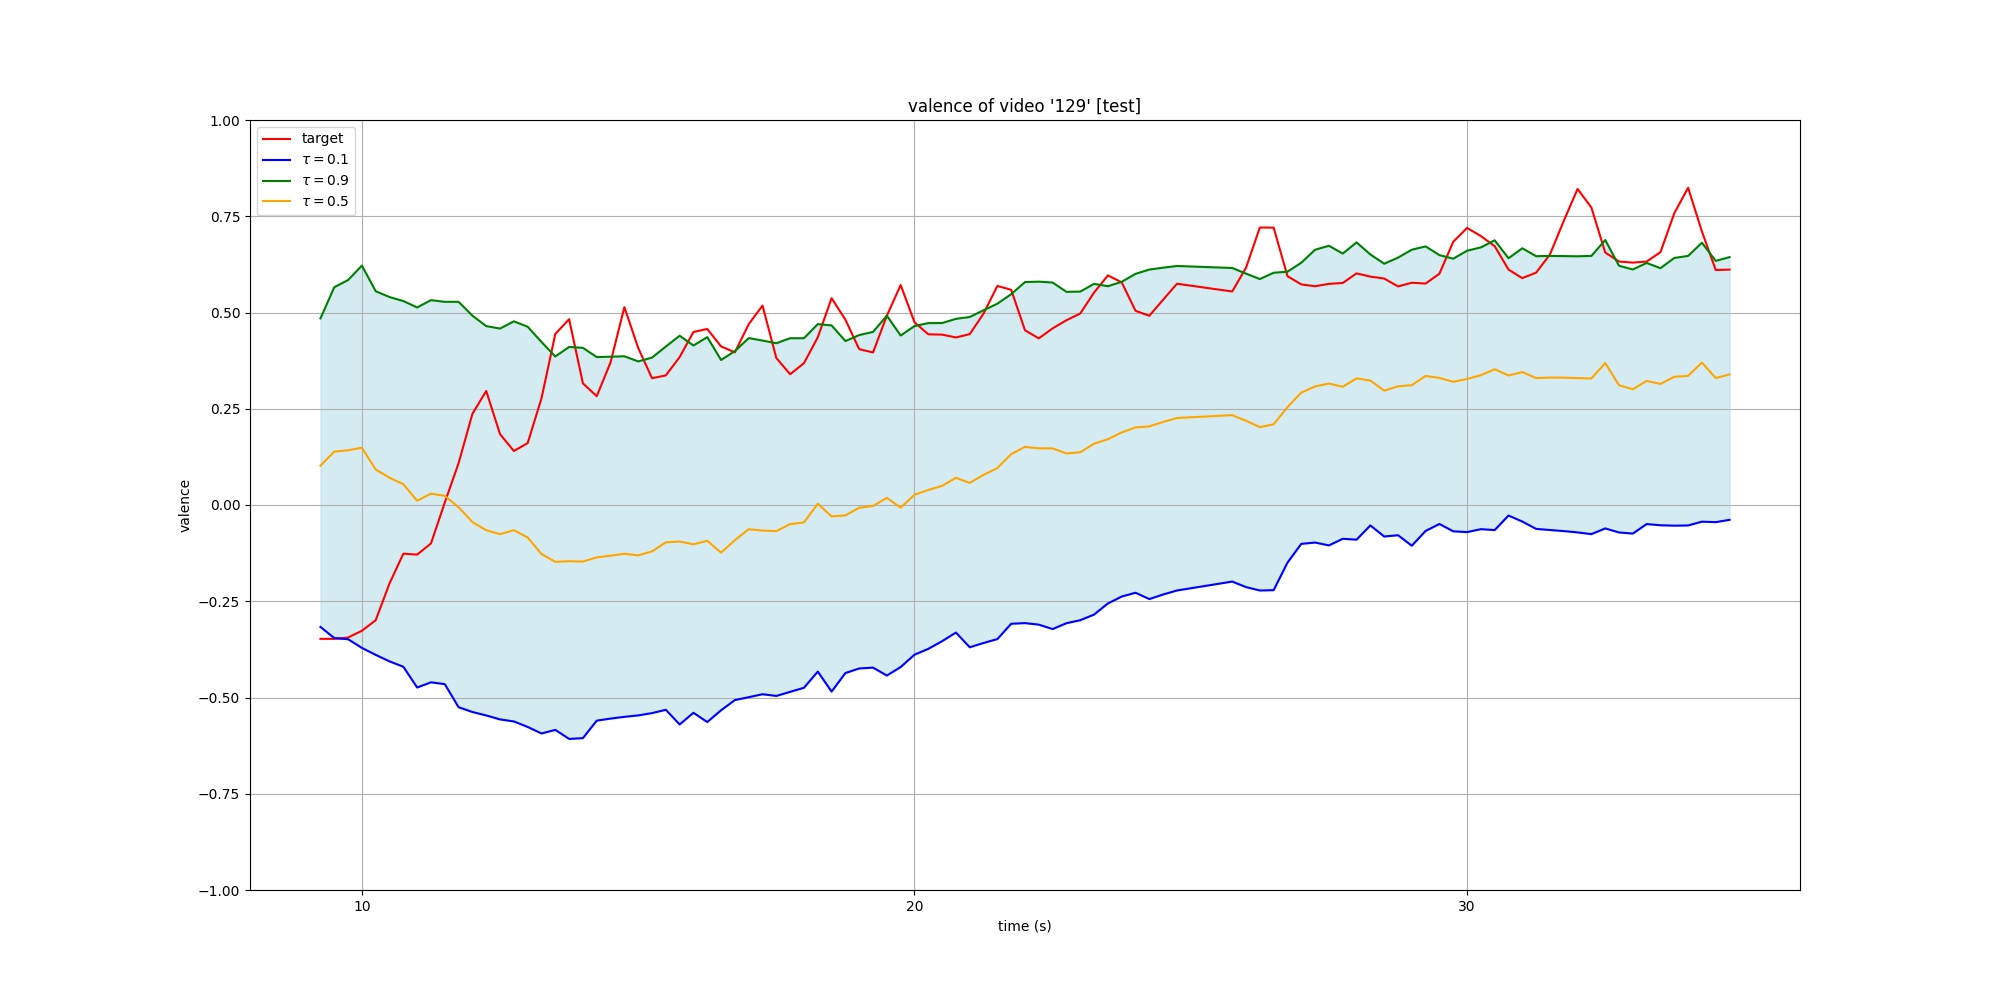 valence of video '129' [test]
1.00
0.75
0.50
0.25
0.00
−0.25
−0.50
−0.75
−1.00
valence
target
τ = 0.1
τ = 0.9
τ = 0.5
10
20
30
time (s)